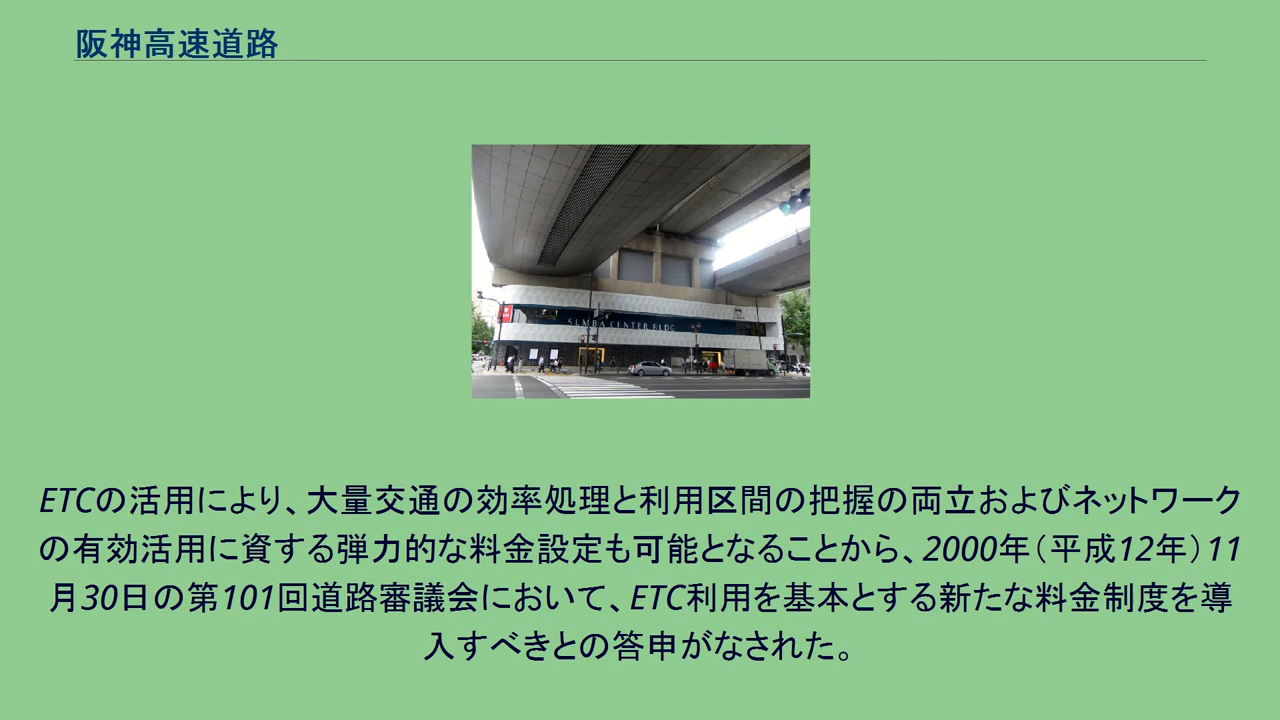 阪神高速道路
SEMBA CENTER BLDG
ETCの活用により、大量交通の効率処理と利用区間の把握の両立およびネットワーク
の有効活用に資する弾力的な料金設定も可能となることから、2000年（平成12年）11
月30日の第101回道路審議会において、ETC利用を基本とする新たな料金制度を導
入すべきとの答申がなされた。